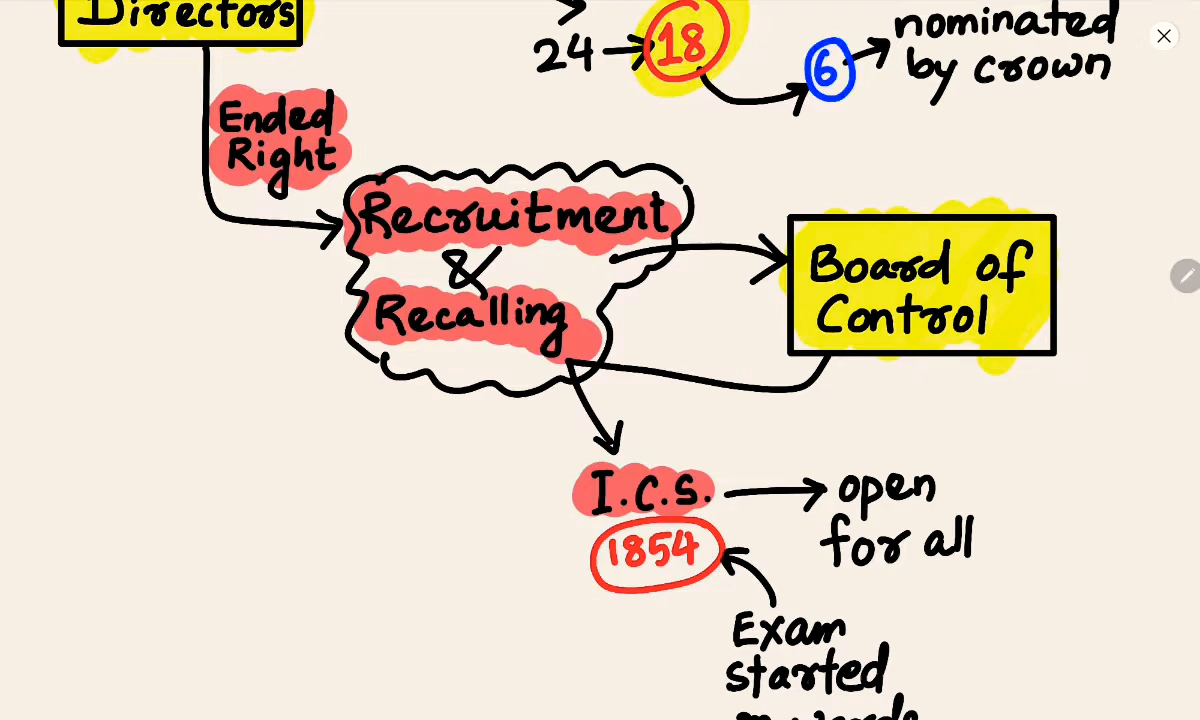 Directors
24 → 18
6
nominated
by crown
Ended
Right
Recruitment
&
Recalling
Board of
Control
I.C.S.
open
for all
1854
Exam
started